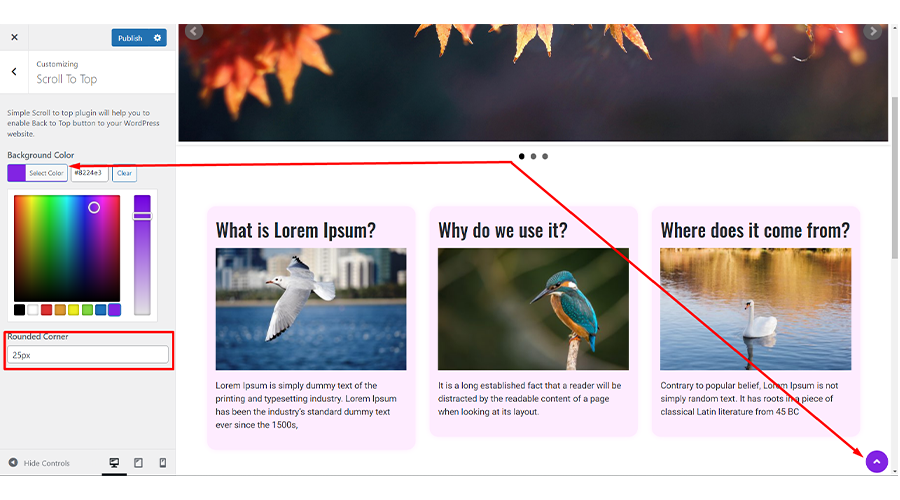 Publish
Customizing
Scroll To Top
Simple Scroll to top plugin will help you to
enable Back to Top button to your WordPress
website.
Background Color
Select Color
#8224e3
Clear
Rounded Corner
25px
Hide Controls
What is Lorem Ipsum?
Lorem Ipsum is simply dummy text of the
printing and typesetting industry. Lorem Ipsum
has been the industry's standard dummy text
ever since the 1500s,
Why do we use it?
It is a long established fact that a reader will be
distracted by the readable content of a page
when looking at its layout.
Where does it come from?
Contrary to popular belief, Lorem Ipsum is not
simply random text. It has roots in a piece of
classical Latin literature from 45 BC